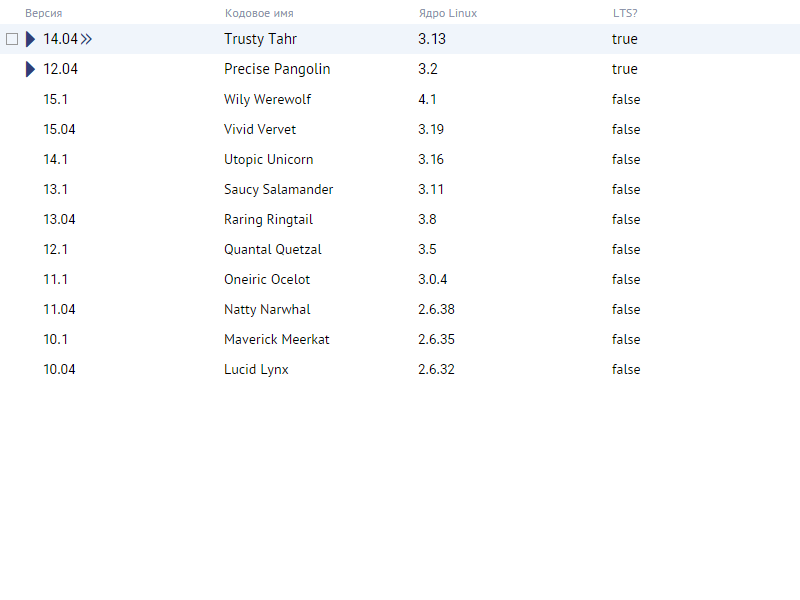 Версия Кодовое имя Ядро Linux LTS?
14.04 Trusty Tahr 3.13 true
12.04 Precise Pangolin 3.2 true
15.1 Wily Werewolf 4.1 false
15.04 Vivid Vervet 3.19 false
14.1 Utopic Unicorn 3.16 false
13.1 Saucy Salamander 3.11 false
13.04 Raring Ringtail 3.8 false
12.1 Quantal Quetzal 3.5 false
11.1 Oneiric Ocelot 3.0.4 false
11.04 Natty Narwhal 2.6.38 false
10.1 Maverick Meerkat 2.6.35 false
10.04 Lucid Lynx 2.6.32 false